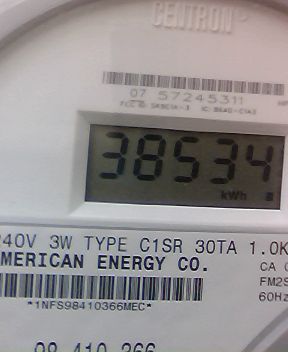 CENTRON
07 57245311
38534
kWh
240V 3W TYPE C1SR 30TA 1.0K
AMERICAN ENERGY CO.
CA
FM2S
60Hz
*1NFS98410366MEC*
98 410 366